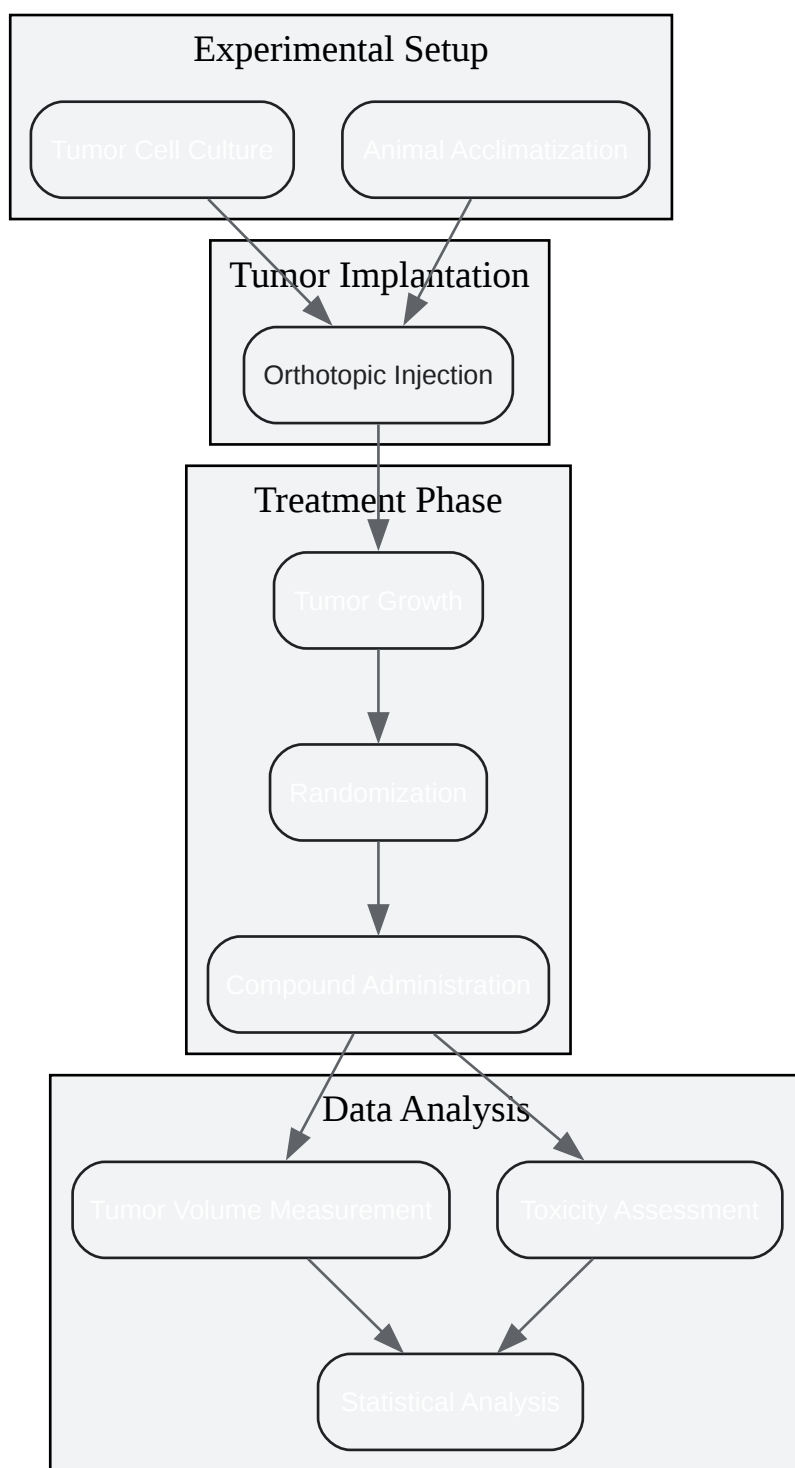 Experimental Setup
Tumor Cell Culture
Animal Acclimatization
Tumor Implantation
Orthotopic Injection
Treatment Phase
Tumor Growth
Randomization
Compound Administration
Data Analysis
Tumor Volume Measurement
Toxicity Assessment
Statistical Analysis